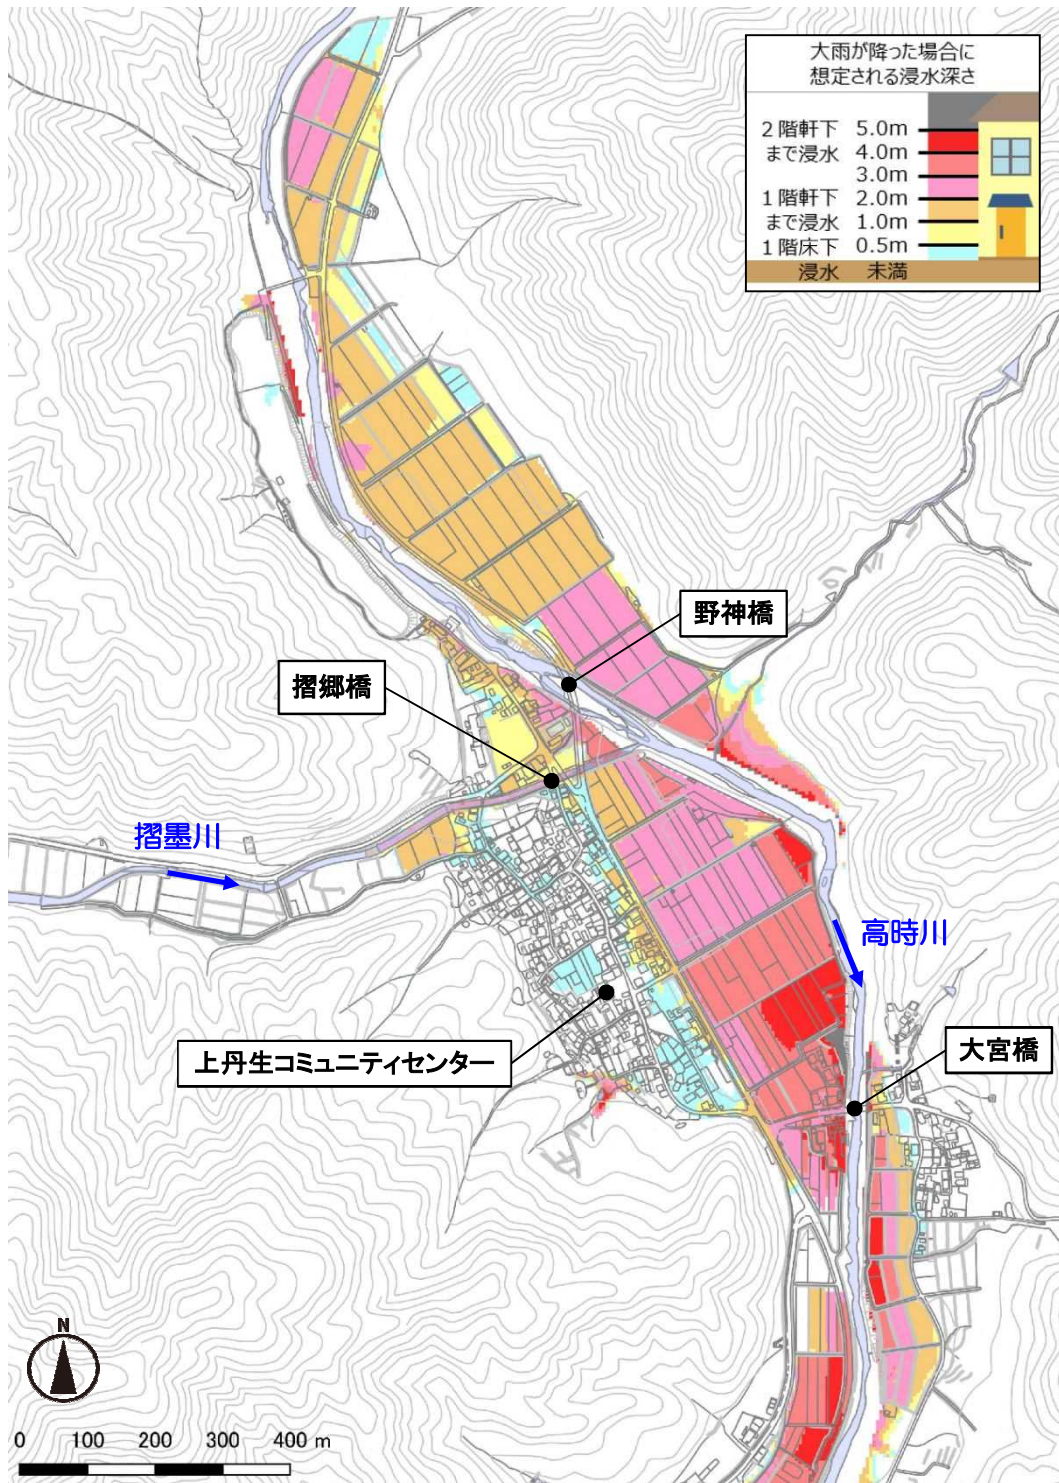 大雨が降った場合に
想定される浸水深さ
2階軒下 5.0m
まで浸水 4.0m
3.0m
1階軒下 2.0m
まで浸水 1.0m
1階床下 0.5m
浸水 未満
野神橋
摺郷橋
摺墨川
高時川
上丹生コミュニティセンター
大宮橋
N
0 100 200 300 400 m